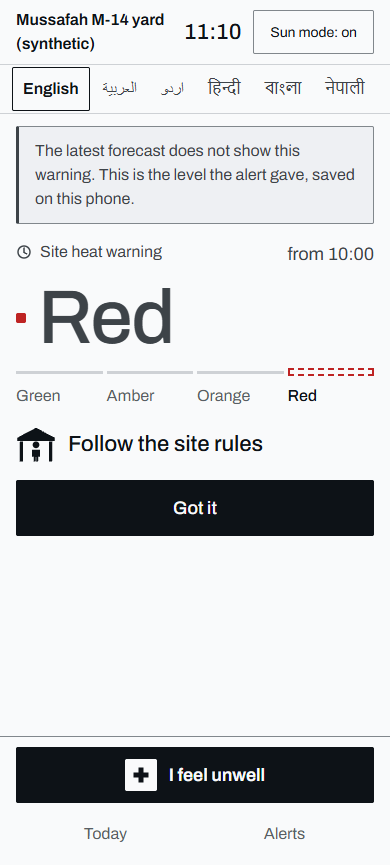 Mussafah M-14 yard
(synthetic)
11:10
Sun mode: on
English
العربية
اردو
हिन्दी
বাংলা
नेपाली
The latest forecast does not show this
warning. This is the level the alert gave, saved
on this phone.
Site heat warning
from 10:00
Red
Green
Amber
Orange
Red
Follow the site rules
Got it
I feel unwell
Today
Alerts